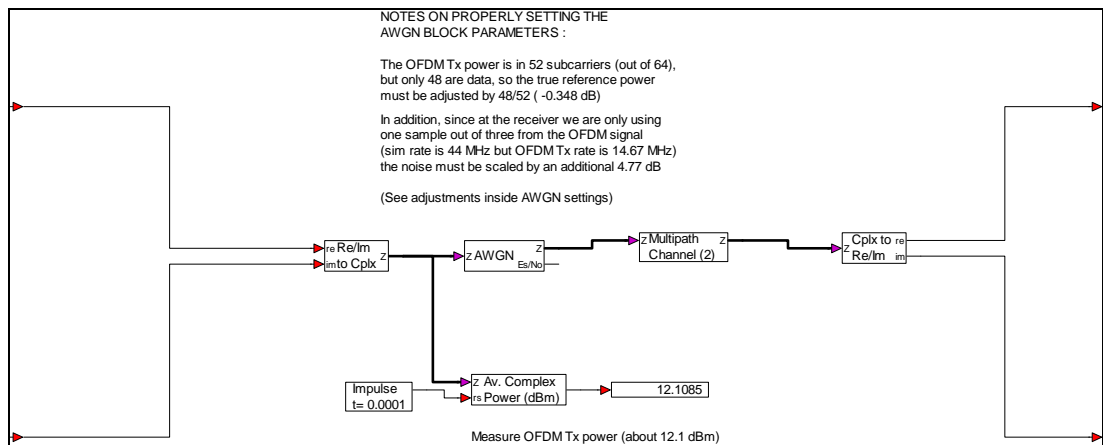 NOTES ON PROPERLY SETTING THE
AWGN BLOCK PARAMETERS :
The OFDM Tx power is in 52 subcarriers (out of 64),
but only 48 are data, so the true reference power
must be adjusted by 48/52 ( -0.348 dB)
In addition, since at the receiver we are only using
one sample out of three from the OFDM signal
(sim rate is 44 MHz but OFDM Tx rate is 14.67 MHz)
the noise must be scaled by an additional 4.77 dB
(See adjustments inside AWGN settings)
re Re/Im Z
im to Cplx
Z AWGN Z
Es/No
Z Multipath Z
Channel (2)
Z Cplx to re
Re/Im im
Impulse
t= 0.0001
Z Av. Complex
rs Power (dBm)
12.1085
Measure OFDM Tx power (about 12.1 dBm)